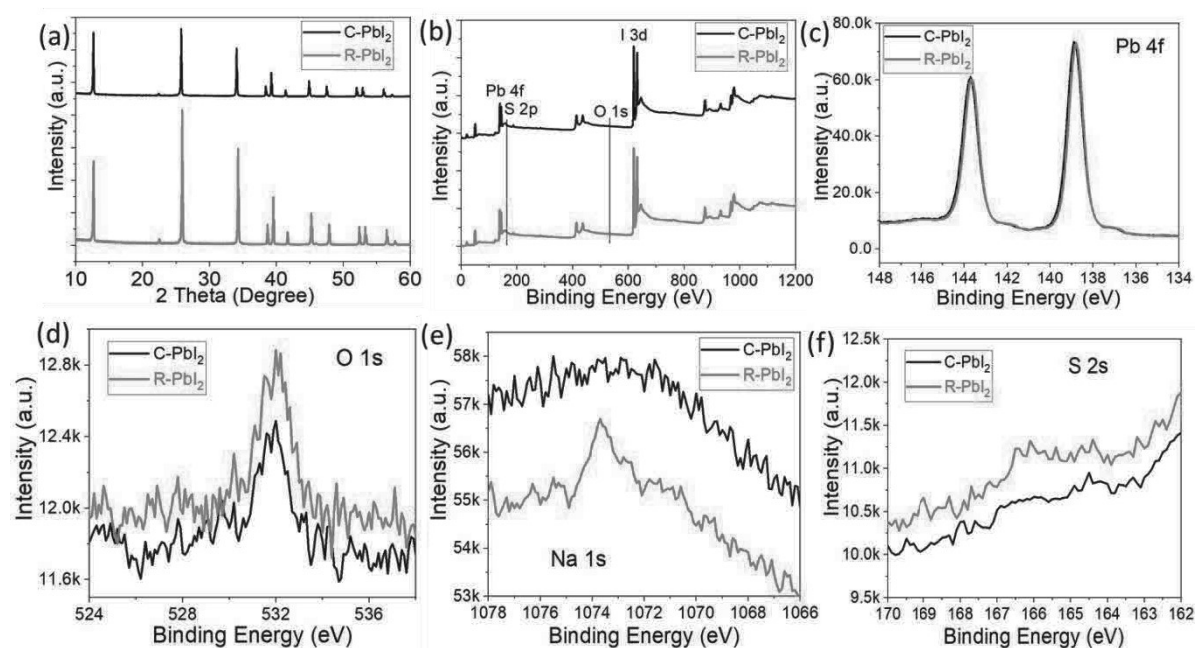 (a)
C-PbI₂
R-PbI₂
Intensity (a.u.)
10 20 30 40 50 60
2 Theta (Degree)
(b)
C-PbI₂
R-PbI₂
I 3d
Pb 4f
S 2p
O 1s
Intensity (a.u.)
0 200 400 600 800 1000 1200
Binding Energy (eV)
(c)
C-PbI₂
R-PbI₂
Pb 4f
Intensity (a.u.)
80.0k
60.0k
40.0k
20.0k
0.0
148 146 144 142 140 138 136 134
Binding Energy (eV)
(d)
C-PbI₂
R-PbI₂
O 1s
Intensity (a.u.)
12.8k
12.4k
12.0k
11.6k
524 528 532 536
Binding Energy (eV)
(e)
C-PbI₂
R-PbI₂
Na 1s
Intensity (a.u.)
58k
57k
56k
55k
54k
53k
1078 1076 1074 1072 1070 1068 1066
Binding Energy (eV)
(f)
C-PbI₂
R-PbI₂
S 2s
Intensity (a.u.)
12.5k
12.0k
11.5k
11.0k
10.5k
10.0k
9.5k
170 169 168 167 166 165 164 163 162
Binding Energy (eV)